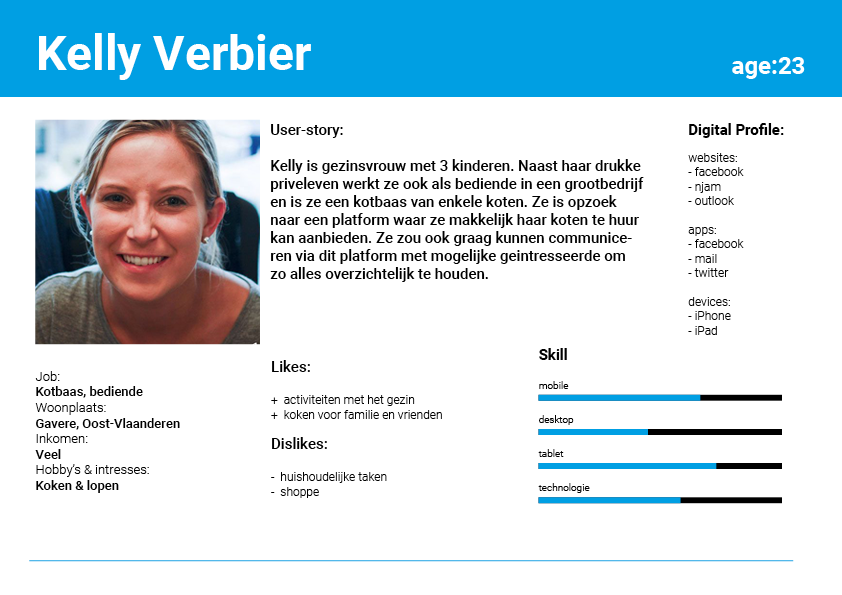 Kelly Verbier
age:23
User-story:
Kelly is gezinsvrouw met 3 kinderen. Naast haar drukke
priveleven werkt ze ook als bediende in een grootbedrijf
en is ze een kotbaas van enkele koten. Ze is opzoek
naar een platform waar ze makkelijk haar koten te huur
kan aanbieden. Ze zou ook graag kunnen communice-
ren via dit platform met mogelijke geintresseerde om
zo alles overzichtelijk te houden.
Digital Profile:
websites:
- facebook
- njam
- outlook
apps:
- facebook
- mail
- twitter
devices:
- iPhone
- iPad
Job:
Kotbaas, bediende
Woonplaats:
Gavere, Oost-Vlaanderen
Inkomen:
Veel
Hobby's & intresses:
Koken & lopen
Likes:
+ activiteiten met het gezin
+ koken voor familie en vrienden
Dislikes:
- huishoudelijke taken
- shoppe
Skill
mobile
desktop
tablet
technologie